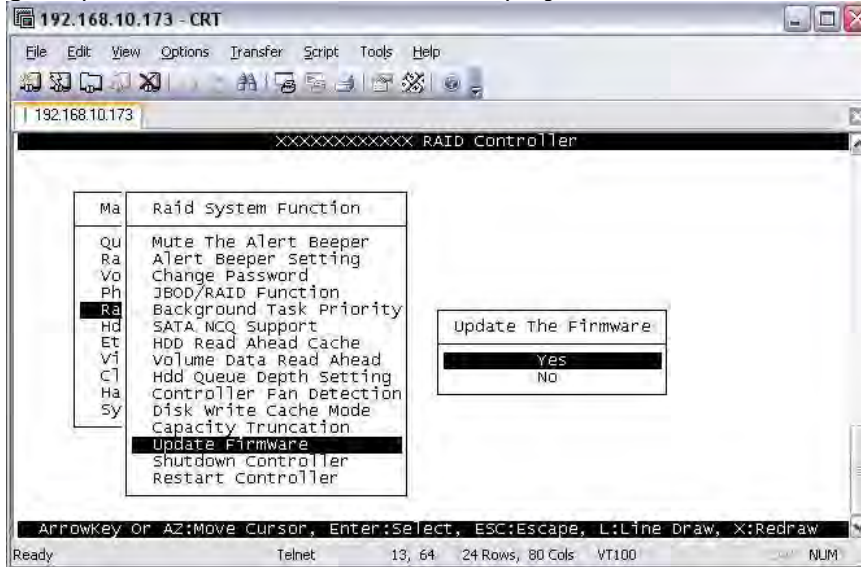 192.168.10.173 - CRT
File Edit View Options Transfer Script Tools Help
192.168.10.173
XXXXXXXXXXXX RAID Controller
Ma
Raid System Function
Qu
Mute The Alert Beeper
Ra
Alert Beeper Setting
Vo
Change Password
Ph
JBOD/RAID Function
Ra
Background Task Priority
Hd
SATA NCQ Support
Et
HDD Read Ahead Cache
Vi
Volume Data Read Ahead
Cl
Hdd Queue Depth Setting
Ha
Controller Fan Detection
Sy
Disk Write Cache Mode
Capacity Truncation
Update Firmware
Shutdown Controller
Restart Controller
Update The Firmware
Yes
No
ArrowKey Or AZ:Move Cursor, Enter:Select, ESC:Escape, L:Line Draw, X:Redraw
Ready Telnet 13, 64 24 Rows, 80 Cols VT100 NUM